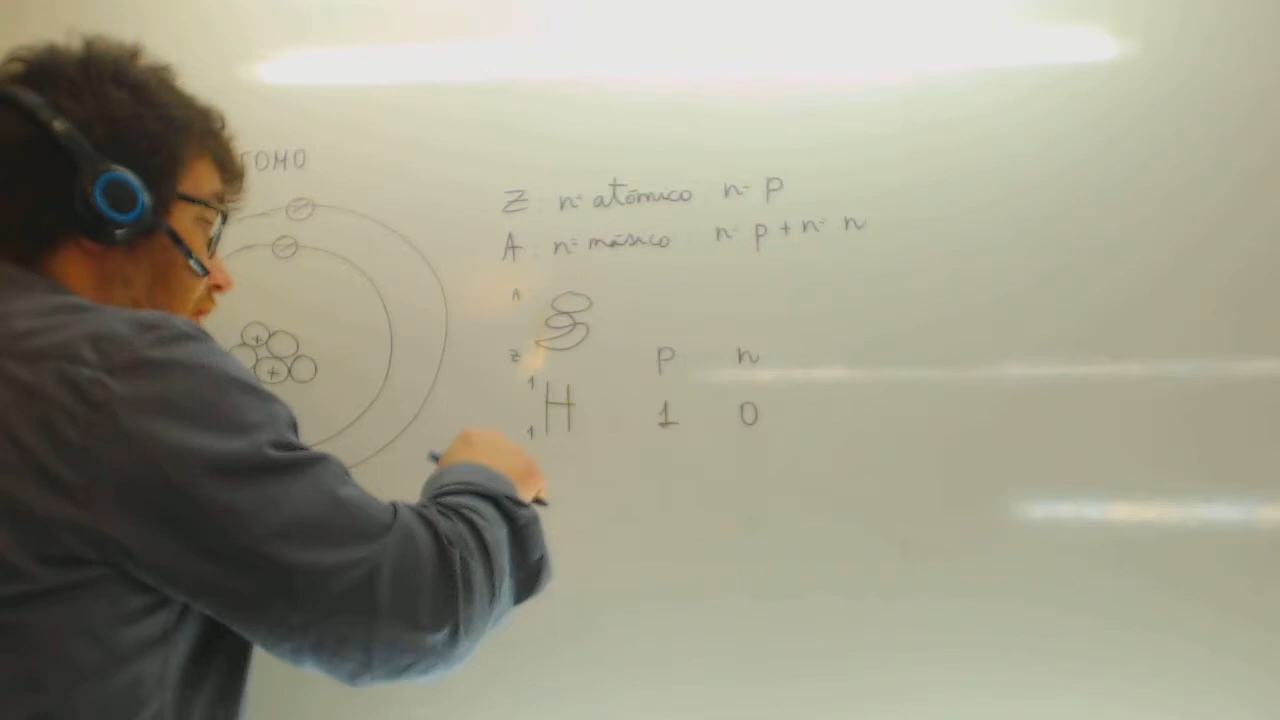 TOMO
Z: nº atómico nº p
A: nº másico: nº p + nº n
A
Z
p n
1
H 1 0
1